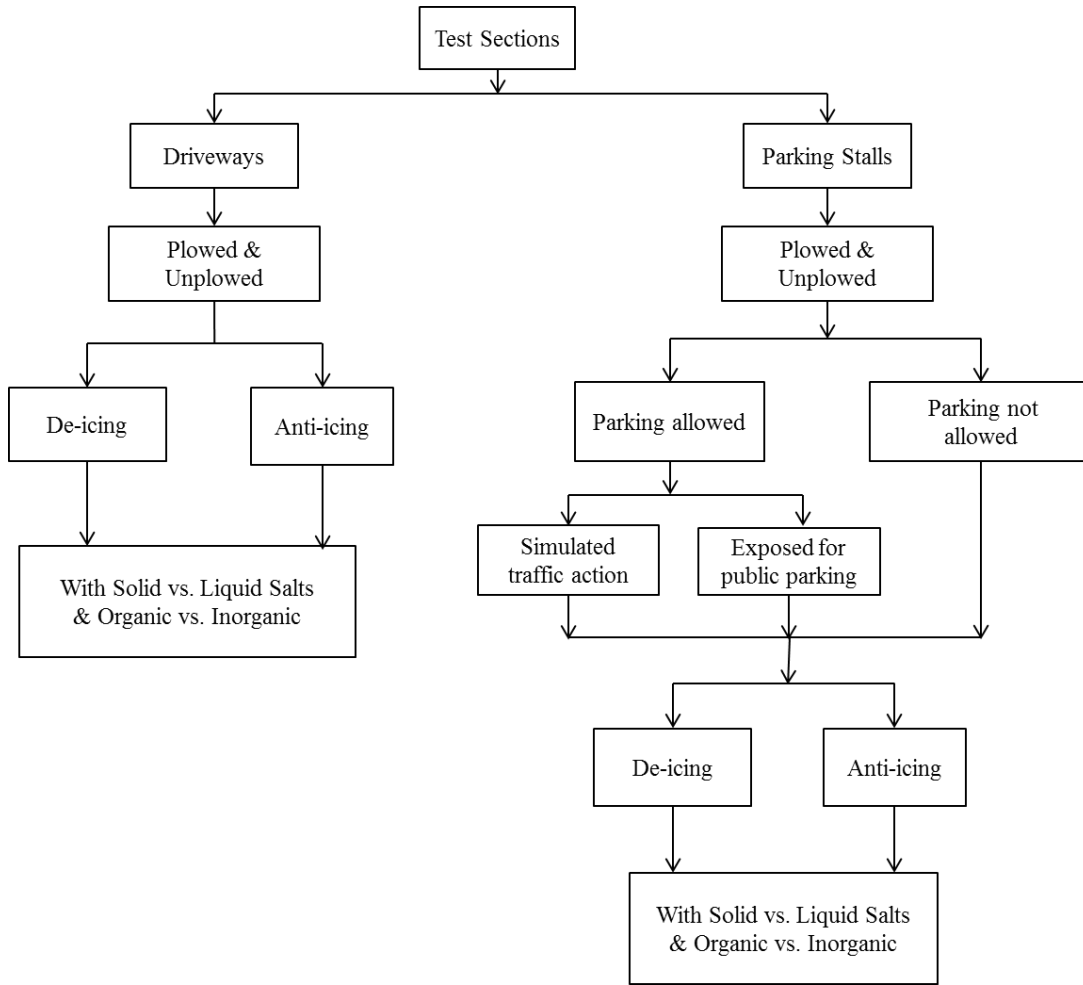 Test Sections
Driveways
Parking Stalls
Plowed &
Unplowed
Plowed &
Unplowed
De-icing
Anti-icing
Parking allowed
Parking not
allowed
Simulated
traffic action
Exposed for
public parking
With Solid vs. Liquid Salts
& Organic vs. Inorganic
De-icing
Anti-icing
With Solid vs. Liquid Salts
& Organic vs. Inorganic